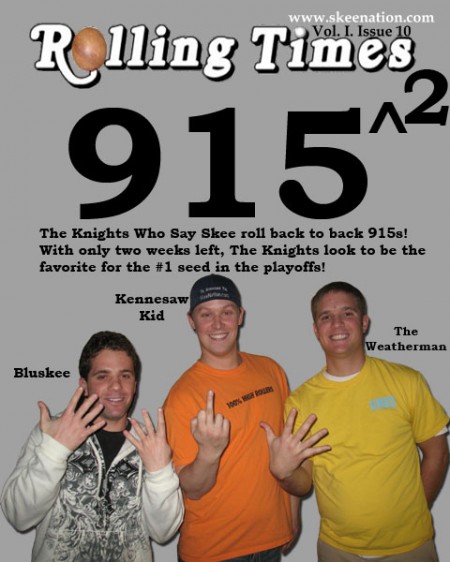 www.skeenation.com
Rolling Times
Vol. I. Issue 10
915^2
The Knights Who Say Skee roll back to back 915s!
With only two weeks left, The Knights look to be the
favorite for the #1 seed in the playoffs!
Kennesaw
Kid
The
Weatherman
Bluskee
100% HIGH ROLLERS